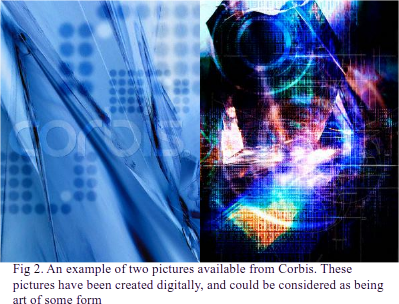 Corbis
Fig 2. An example of two pictures available from Corbis. These
pictures have been created digitally, and could be considered as being
art of some form